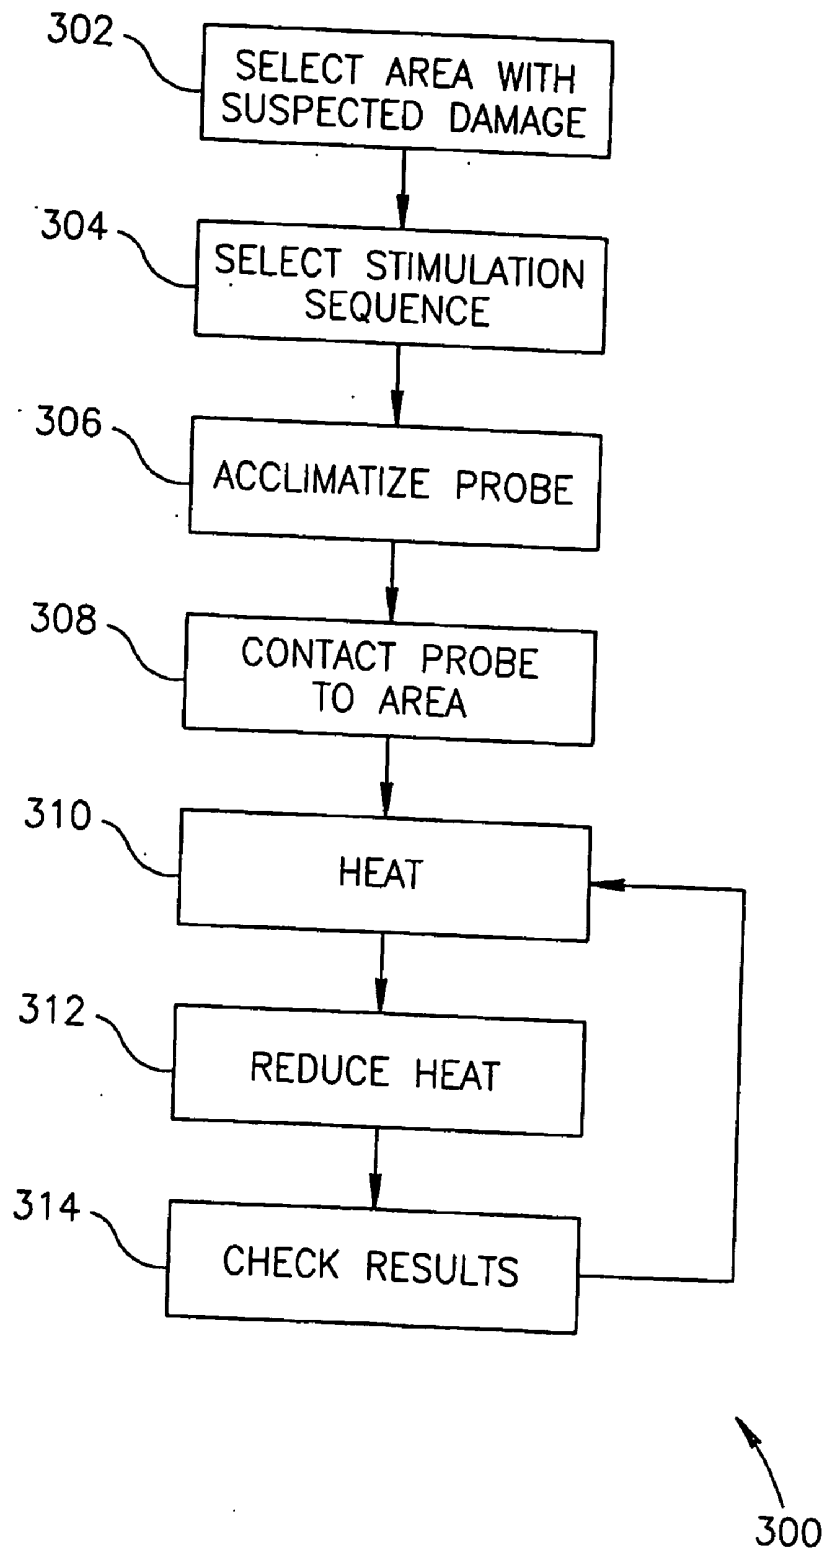 302
SELECT AREA WITH
SUSPECTED DAMAGE
304
SELECT STIMULATION
SEQUENCE
306
ACCLIMATIZE PROBE
308
CONTACT PROBE
TO AREA
310
HEAT
312
REDUCE HEAT
314
CHECK RESULTS
300